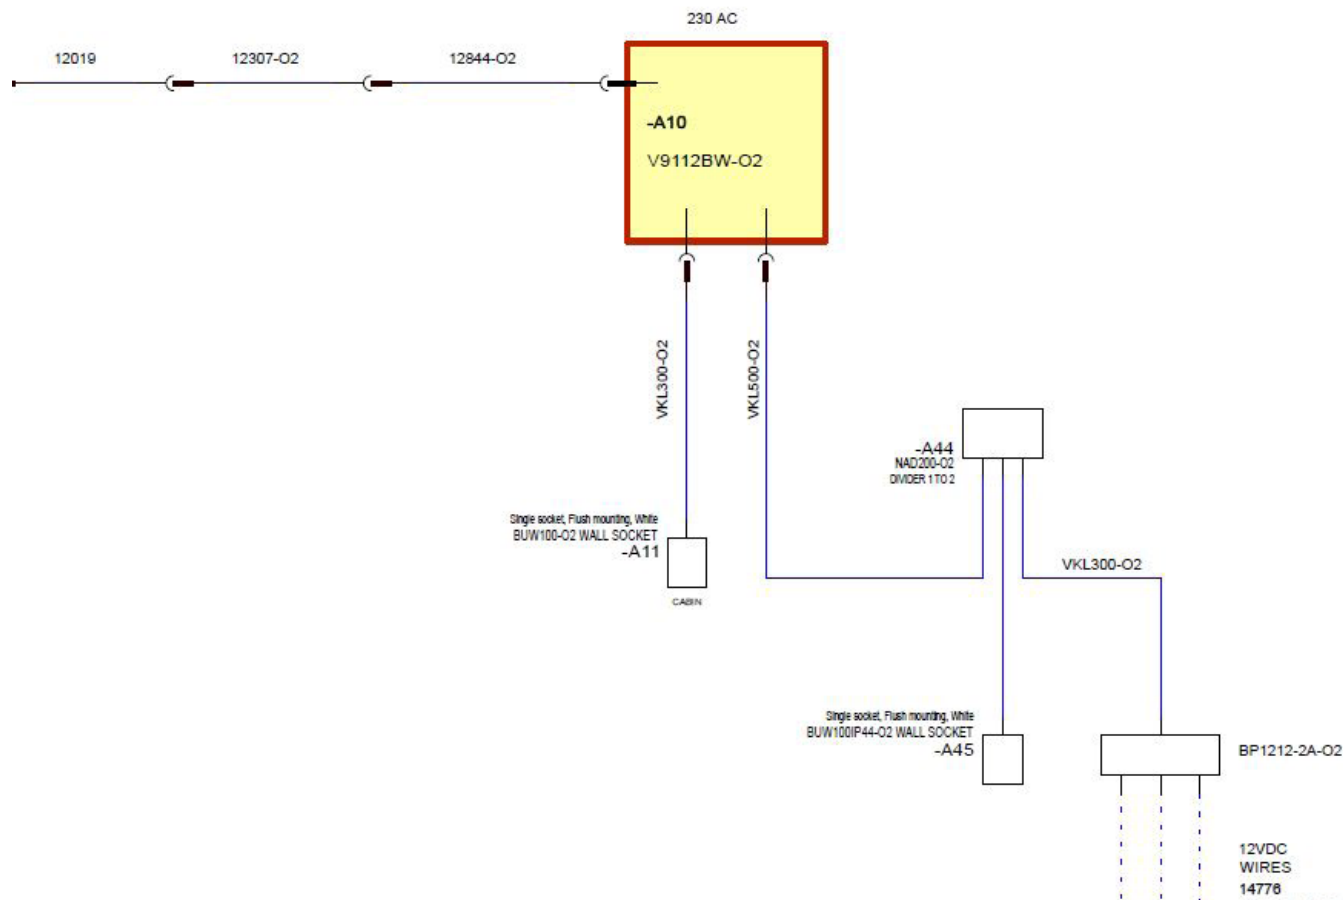 230 AC
12019
12307-O2
12844-O2
-A10
V9112BW-O2
VKL300-O2
VKL500-O2
-A44
NAD200-O2
DIVIDER 1 TO 2
Single socket, Flush mounting, White
BUW100-O2 WALL SOCKET
-A11
CABIN
VKL300-O2
Single socket, Flush mounting, White
BUW100IP44-O2 WALL SOCKET
-A45
BP1212-2A-O2
12VDC
WIRES
14776